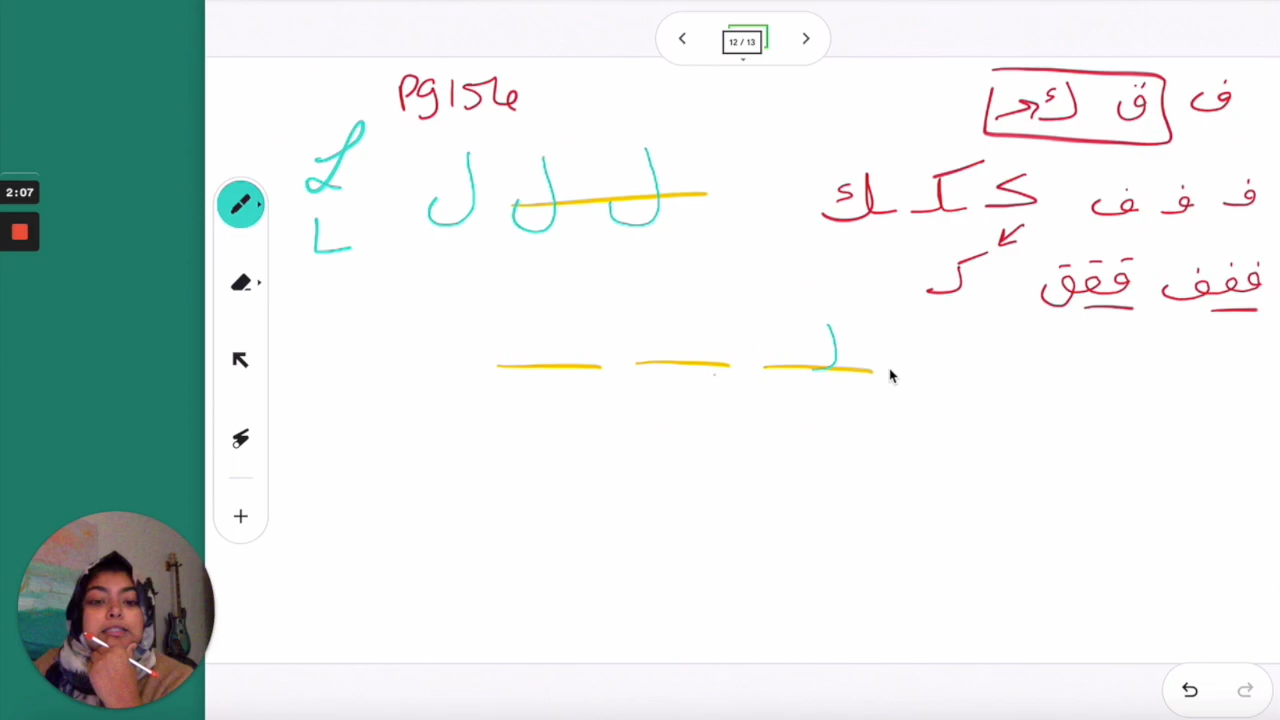 12 / 13
2:07
pg 156
ف ق ك
L
L
ل ل ل
ف ف ف ك ك ك
ففف ققق ك
ل